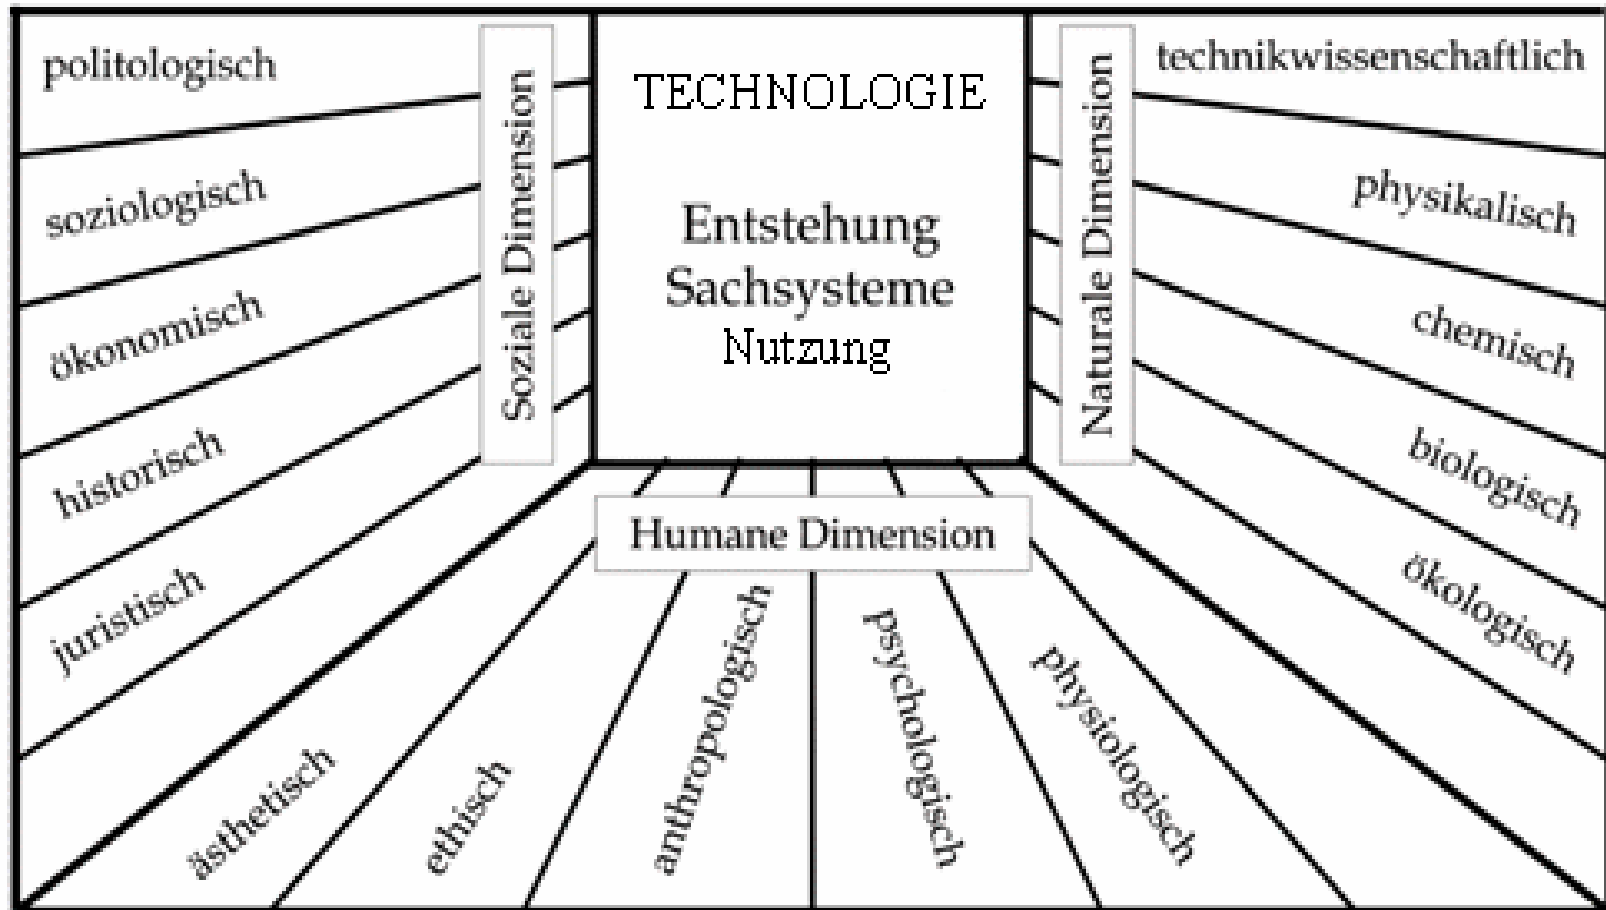 politologisch
soziologisch
ökonomisch
historisch
juristisch
Soziale Dimension
TECHNOLOGIE
Entstehung
Sachsysteme
Nutzung
Naturale Dimension
technikwissenschaftlich
physikalisch
chemisch
biologisch
ökologisch
Humane Dimension
ästhetisch
ethisch
anthropologisch
psychologisch
physiologisch